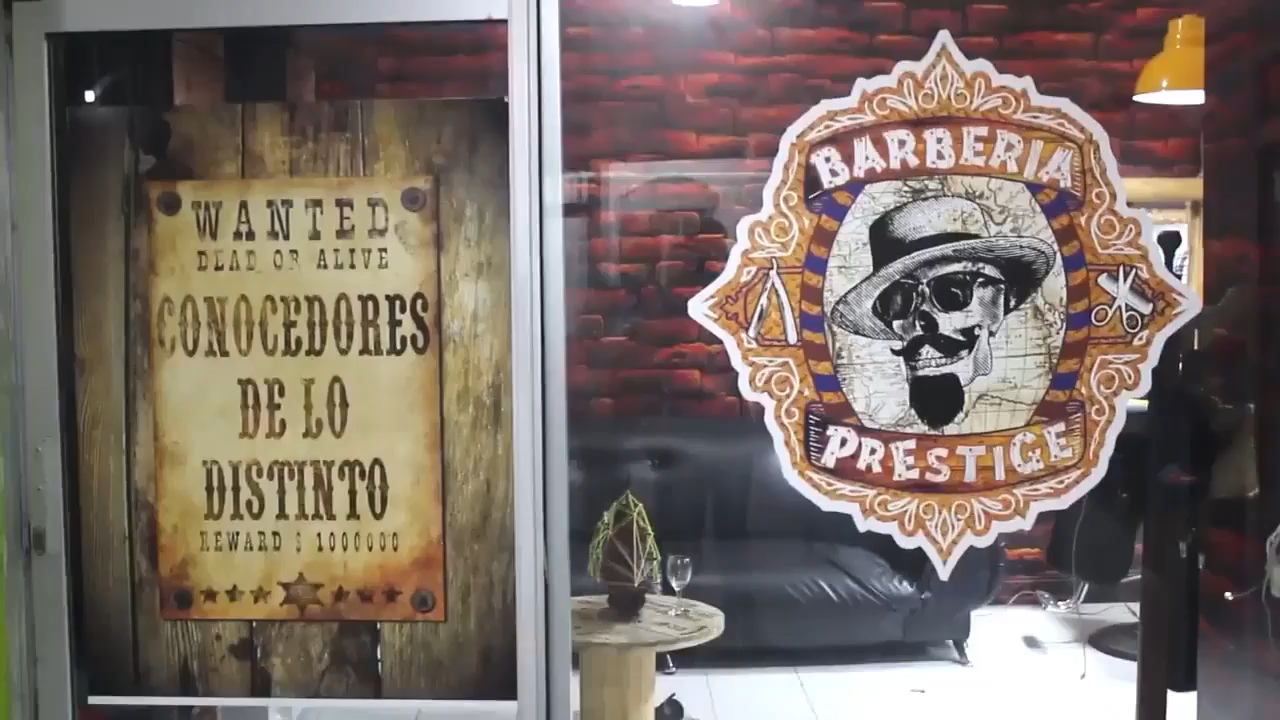 WANTED
DEAD OR ALIVE
CONOCEDORES
DE LO
DISTINTO
REWARD $ 1000000
BARBERIA
PRESTIGE